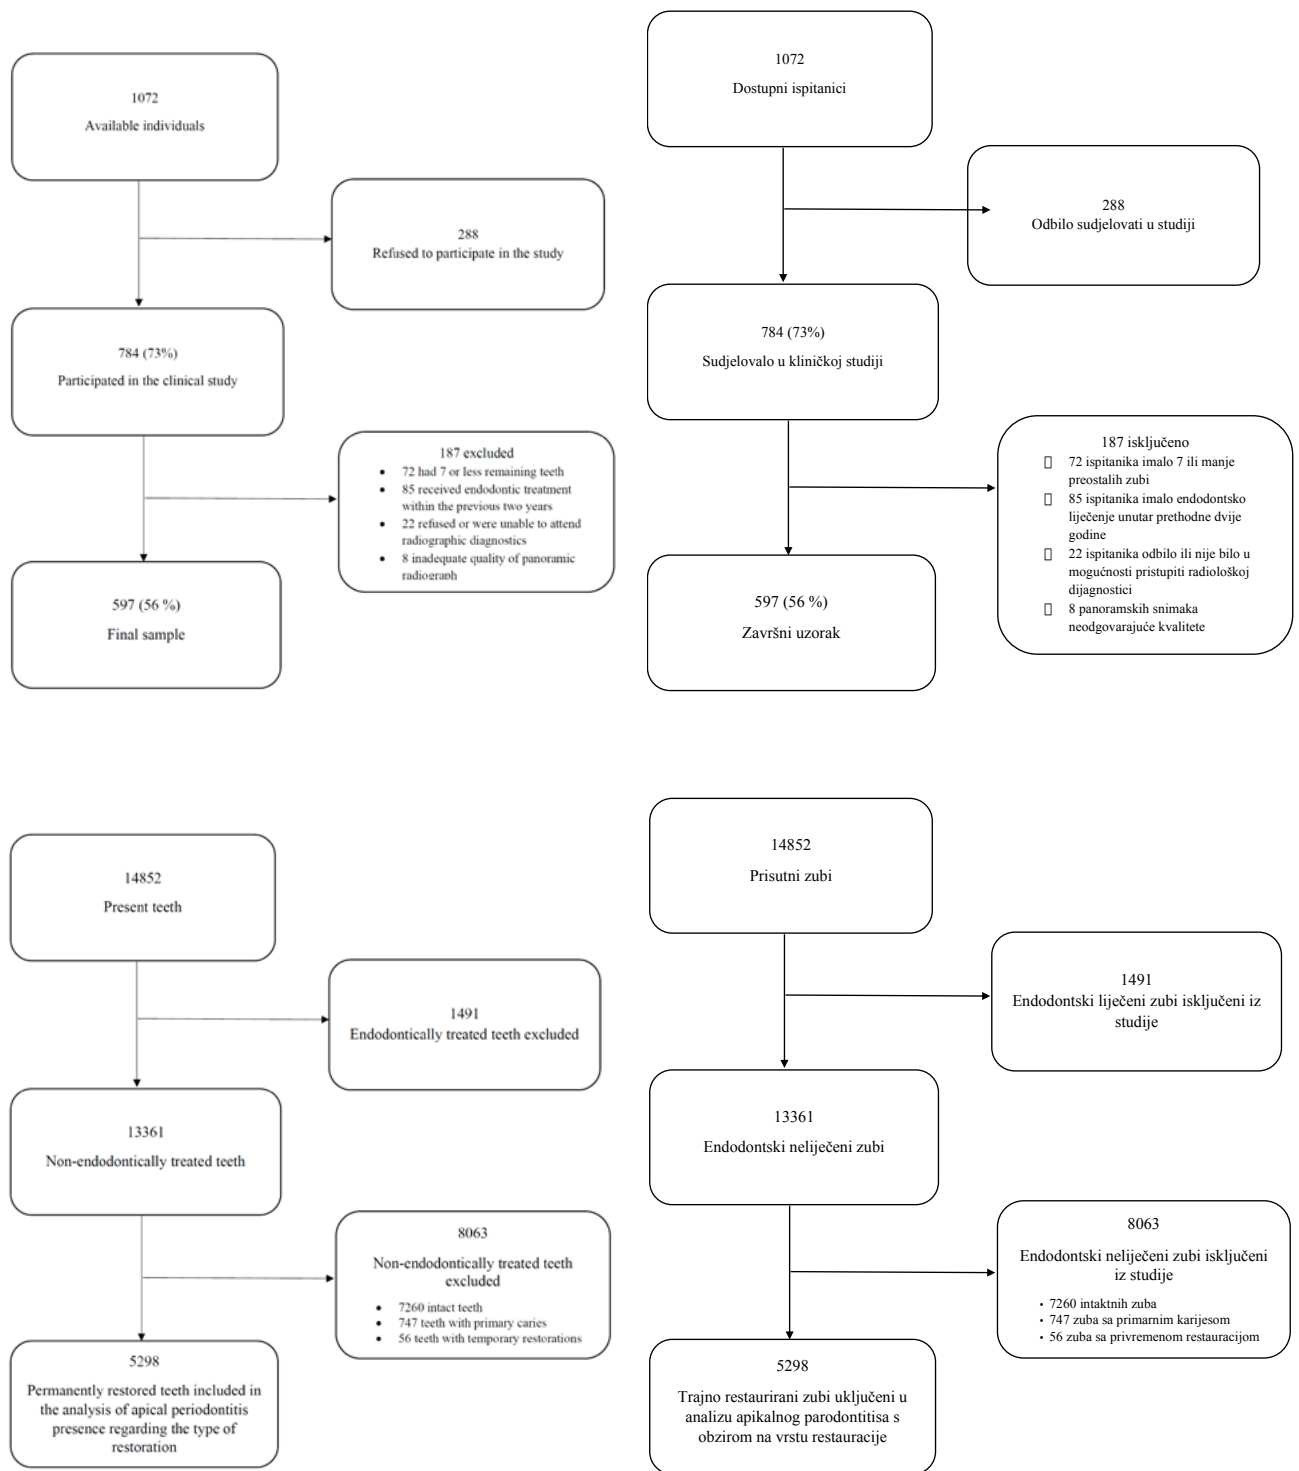 1072
Available individuals
288
Refused to participate in the study
784 (73%)
Participated in the clinical study
187 excluded
• 72 had 7 or less remaining teeth
• 85 received endodontic treatment
within the previous two years
• 22 refused or were unable to attend
radiographic diagnostics
• 8 inadequate quality of panoramic
radiograph
597 (56 %)
Final sample
1072
Dostupni ispitanici
288
Odbilo sudjelovati u studiji
784 (73%)
Sudjelovalo u kliničkoj studiji
187 isključeno
▯ 72 ispitanika imalo 7 ili manje
preostalih zubi
▯ 85 ispitanika imalo endodontsko
liječenje unutar prethodne dvije
godine
▯ 22 ispitanika odbilo ili nije bilo u
mogućnosti pristupiti radiološkoj
dijagnostici
▯ 8 panoramskih snimaka
neodgovarajuće kvalitete
597 (56 %)
Završni uzorak
14852
Present teeth
1491
Endodontically treated teeth excluded
13361
Non-endodontically treated teeth
8063
Non-endodontically treated teeth
excluded
• 7260 intact teeth
• 747 teeth with primary caries
• 56 teeth with temporary restorations
5298
Permanently restored teeth included in
the analysis of apical periodontitis
presence regarding the type of
restoration
14852
Prisutni zubi
1491
Endodontski liječeni zubi isključeni iz
studije
13361
Endodontski neliječeni zubi
8063
Endodontski neliječeni zubi isključeni
iz studije
• 7260 intaktnih zuba
• 747 zuba sa primarnim karijesom
• 56 zuba sa privremenom restauracijom
5298
Trajno restaurirani zubi uključeni u
analizu apikalnog parodontitisa s
obzirom na vrstu restauracije